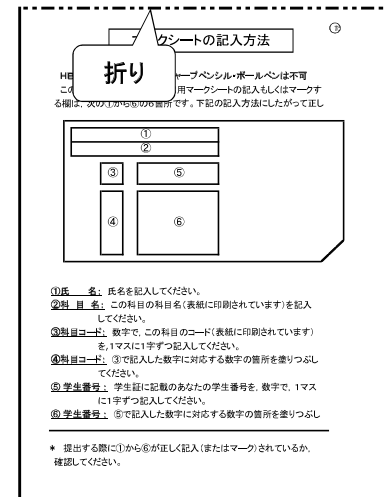 マークシートの記入方法
折り
HB
ャープペンシル・ボールペンは不可
この
用マークシートの記入もしくはマークす
る欄は、次の①から⑥の6箇所です。下記の記入方法にしたがって正し
①
②
③ ⑤
④ ⑥
①氏　　名： 氏名を記入してください。
②科 目 名： この科目の科目名（表紙に印刷されています）を記入
してください。
③科目コード： 数字で，この科目のコード（表紙に印刷されています）
を，1マスに1字ずつ記入してください。
④科目コード： ③で記入した数字に対応する数字の箇所を塗りつぶし
てください。
⑤ 学生番号： 学生証に記載のあなたの学生番号を，数字で，1マス
に1字ずつ記入してください。
⑥ 学生番号： ⑤で記入した数字に対応する数字の箇所を塗りつぶし
＊ 提出する際に①から⑥が正しく記入（またはマーク）されているか，
確認してください。